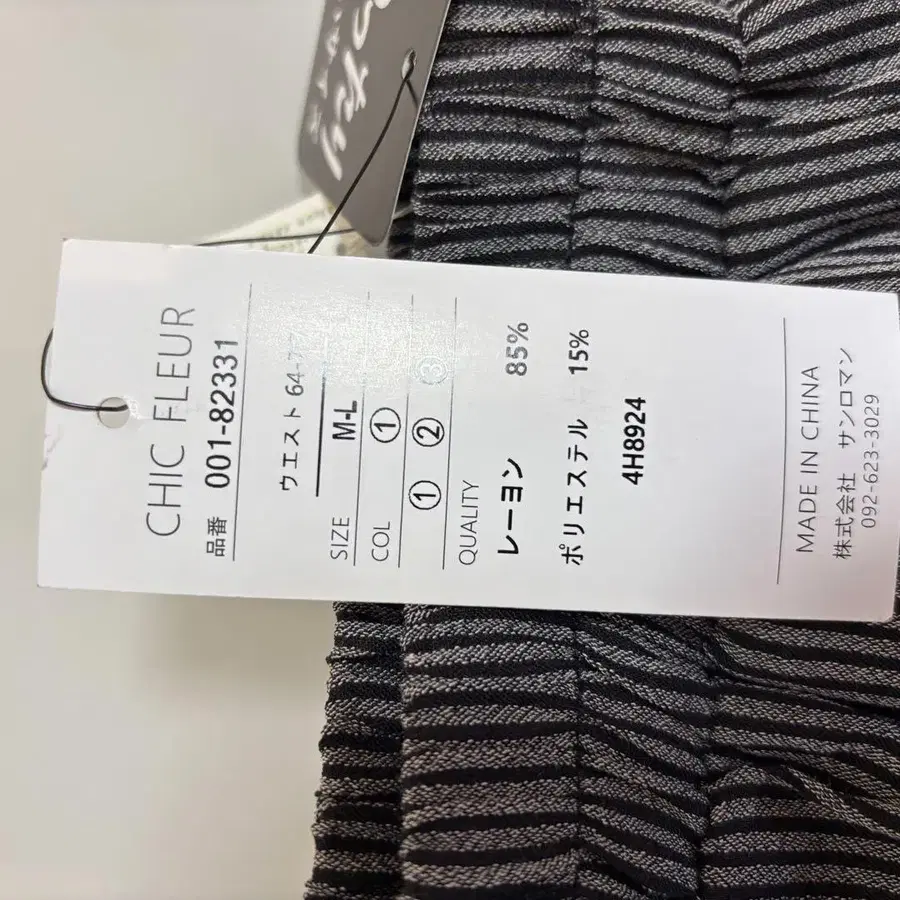 CHIC FLEUR
品番 001-82331
ウエスト
SIZE M-L
COL ①
① ② ③
QUALITY
レーヨン 85%
ポリエステル 15%
4H8924
MADE IN CHINA
株式会社 サンロマン
092-623-3029